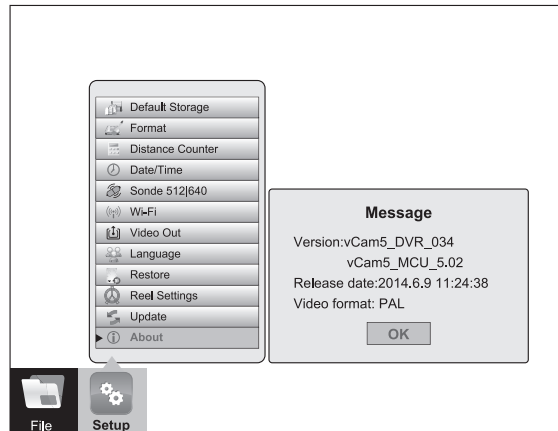 Default Storage
Format
Distance Counter
Date/Time
Sonde 512|640
Wi-Fi
Video Out
Language
Restore
Reel Settings
Update
About
Message
Version:vCam5_DVR_034
vCam5_MCU_5.02
Release date:2014.6.9 11:24:38
Video format: PAL
OK
File
Setup